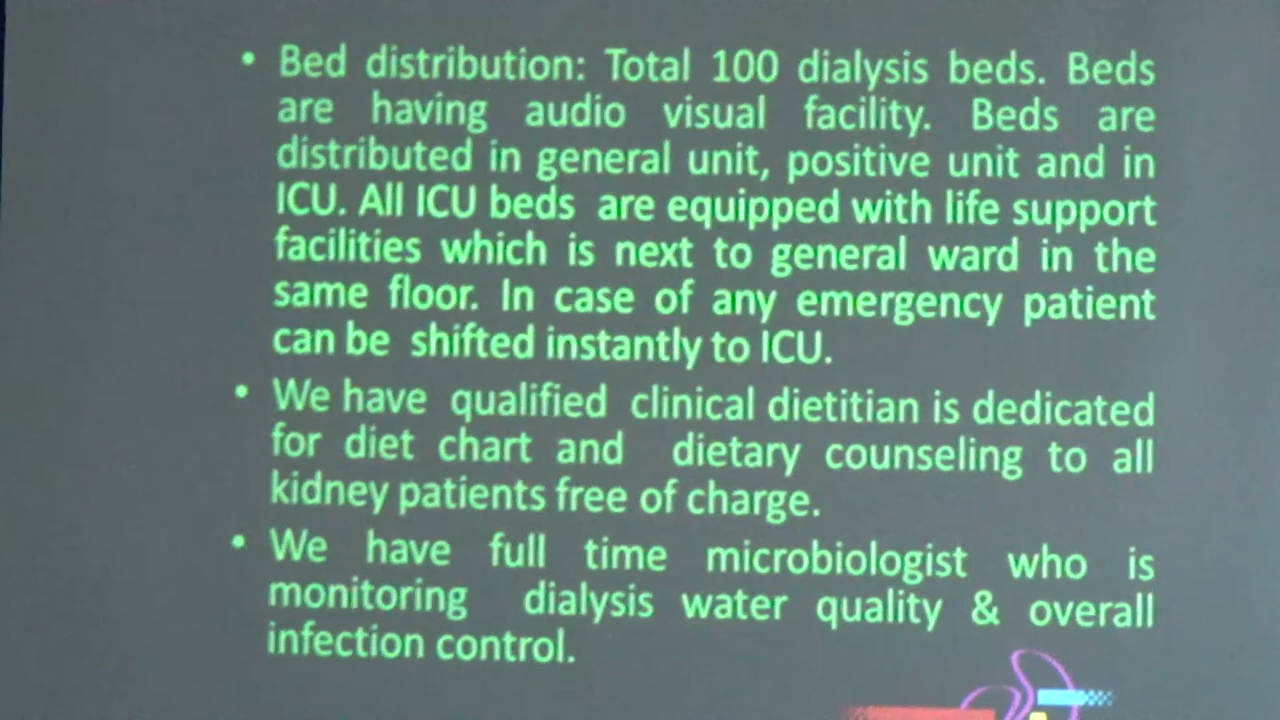 • Bed distribution: Total 100 dialysis beds. Beds
are having audio visual facility. Beds are
distributed in general unit, positive unit and in
ICU. All ICU beds are equipped with life support
facilities which is next to general ward in the
same floor. In case of any emergency patient
can be shifted instantly to ICU.
• We have qualified clinical dietitian is dedicated
for diet chart and dietary counseling to all
kidney patients free of charge.
• We have full time microbiologist who is
monitoring dialysis water quality & overall
infection control.